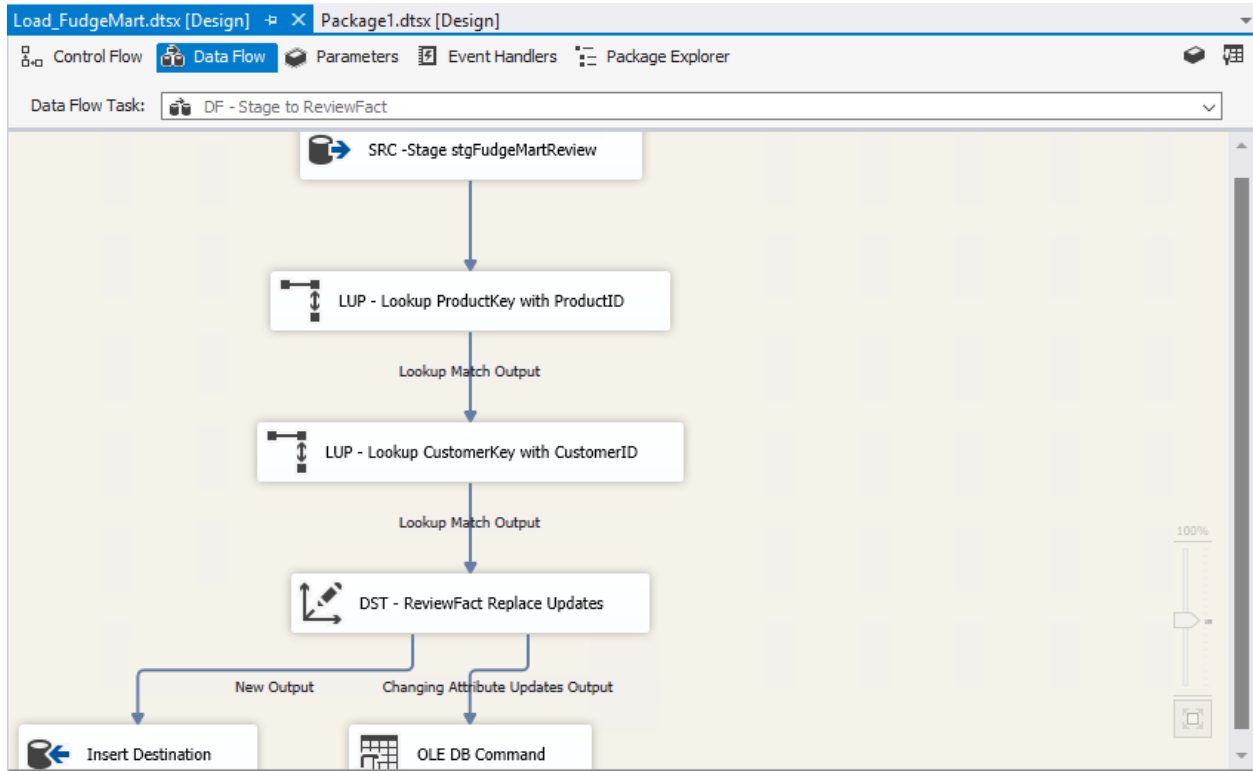 Load_FudgeMart.dtsx [Design] Package1.dtsx [Design]
Control Flow Data Flow Parameters Event Handlers Package Explorer
Data Flow Task: DF - Stage to ReviewFact
SRC -Stage stgFudgeMartReview
LUP - Lookup ProductKey with ProductID
Lookup Match Output
LUP - Lookup CustomerKey with CustomerID
Lookup Match Output
100%
DST - ReviewFact Replace Updates
New Output Changing Attribute Updates Output
Insert Destination OLE DB Command